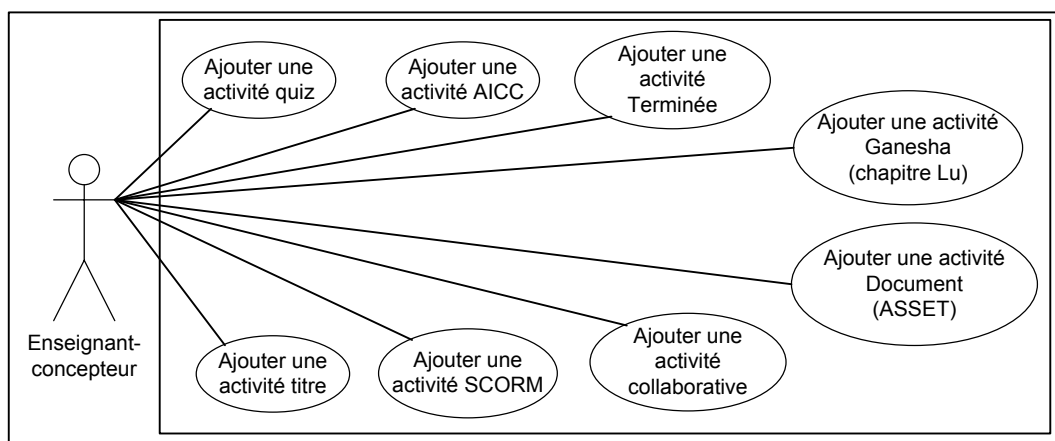 Ajouter une
activité quiz
Ajouter une
activité AICC
Ajouter une
activité
Terminée
Ajouter une activité
Ganesha
(chapitre Lu)
Ajouter une activité
Document
(ASSET)
Enseignant-
concepteur
Ajouter une
activité titre
Ajouter une
activité SCORM
Ajouter une
activité
collaborative